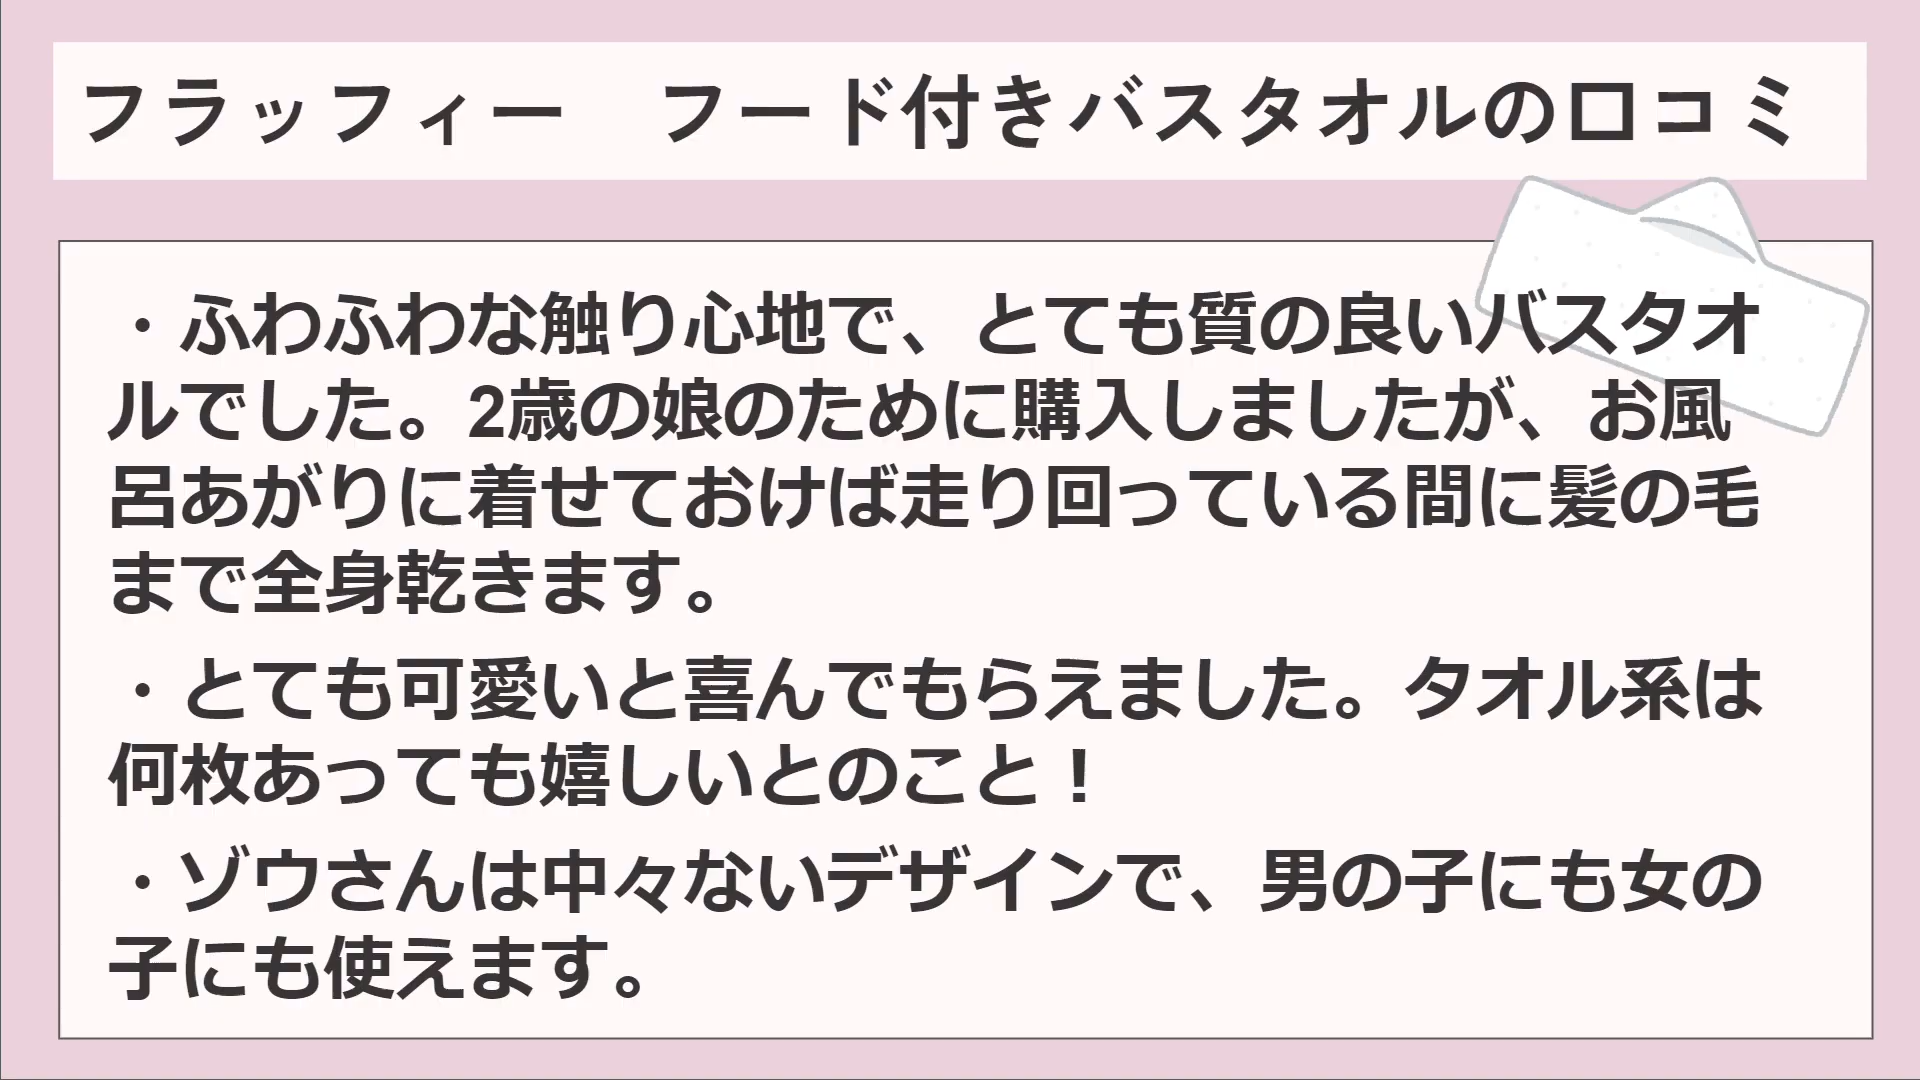 フラッフィー　フード付きバスタオルの口コミ
・ふわふわな触り心地で、とても質の良いバスタオ
ルでした。2歳の娘のために購入しましたが、お風
呂あがりに着せておけば走り回っている間に髪の毛
まで全身乾きます。
・とても可愛いと喜んでもらえました。タオル系は
何枚あっても嬉しいとのこと！
・ゾウさんは中々ないデザインで、男の子にも女の
子にも使えます。